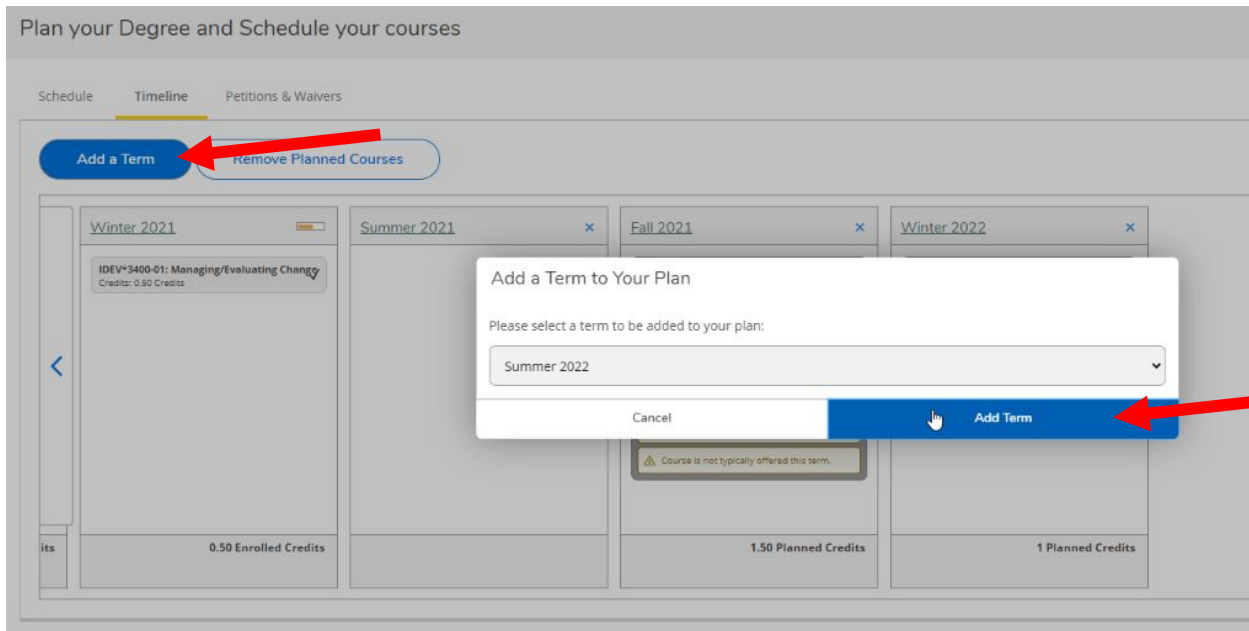 Plan your Degree and Schedule your courses
Schedule Timeline Petitions & Waivers
Add a Term Remove Planned Courses
Winter 2021 Summer 2021 Fall 2021 Winter 2022
IDEV*3400-01: Managing/Evaluating Change
Credits: 0.50 Credits
Add a Term to Your Plan
Please select a term to be added to your plan:
Summer 2022
Cancel Add Term
Course is not typically offered this term.
its 0.50 Enrolled Credits 1.50 Planned Credits 1 Planned Credits